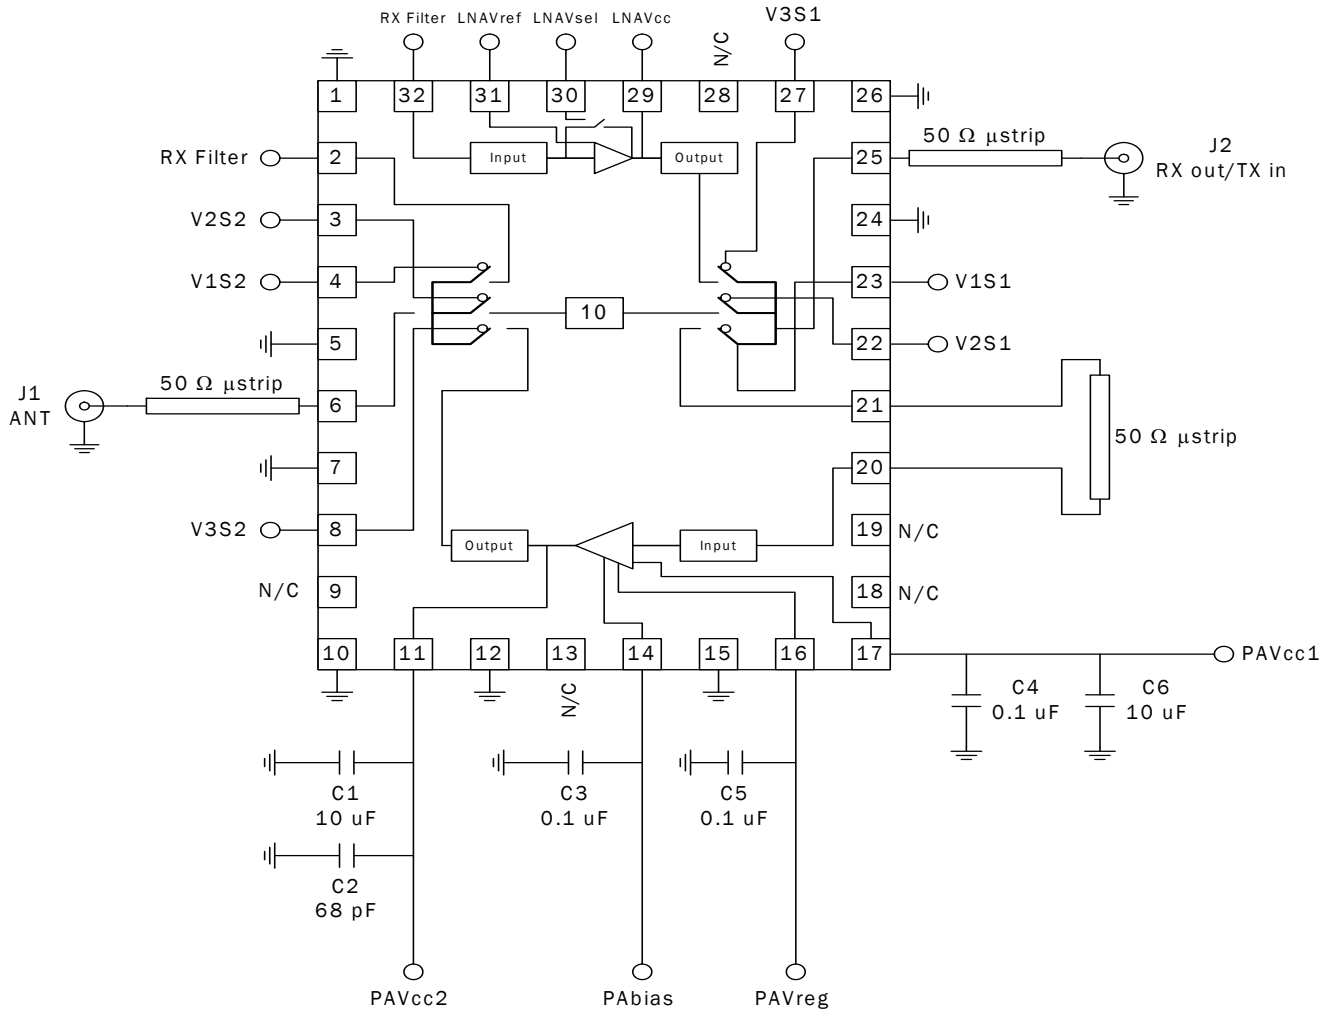 RX Filter LNAVref LNAVsel LNAVcc
N/C
V3S1
1
32
31
30
29
28
27
26
RX Filter
2
Input
Output
25
50 Ω µstrip
J2
RX out/TX in
V2S2
3
24
V1S2
4
23
V1S1
10
5
22
V2S1
J1
ANT
50 Ω µstrip
6
21
50 Ω µstrip
7
20
V3S2
8
Output
Input
19
N/C
N/C
9
18
N/C
10
11
12
13
14
15
16
17
PAVcc1
N/C
C4
0.1 uF
C6
10 uF
C1
10 uF
C3
0.1 uF
C5
0.1 uF
C2
68 pF
PAVcc2
PAbias
PAVreg